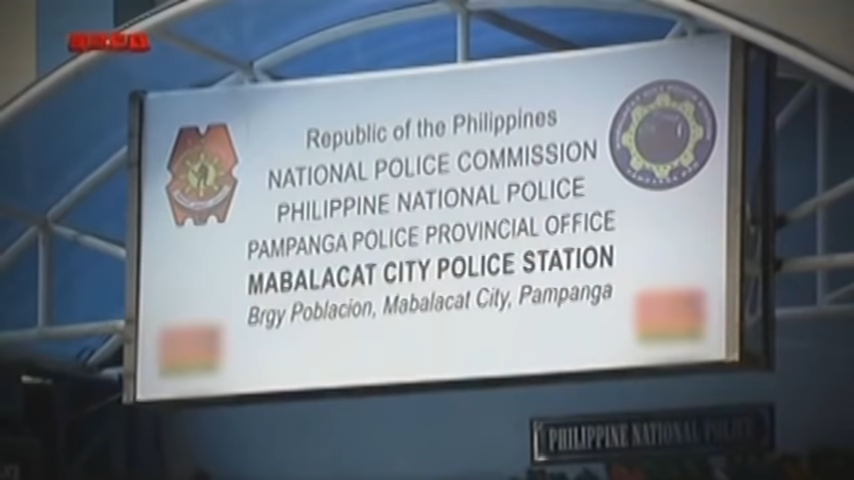 Republic of the Philippines
NATIONAL POLICE COMMISSION
PHILIPPINE NATIONAL POLICE
PAMPANGA POLICE PROVINCIAL OFFICE
MABALACAT CITY POLICE STATION
Brgy Poblacion, Mabalacat City, Pampanga
PHILIPPINE NATIONAL POLICE